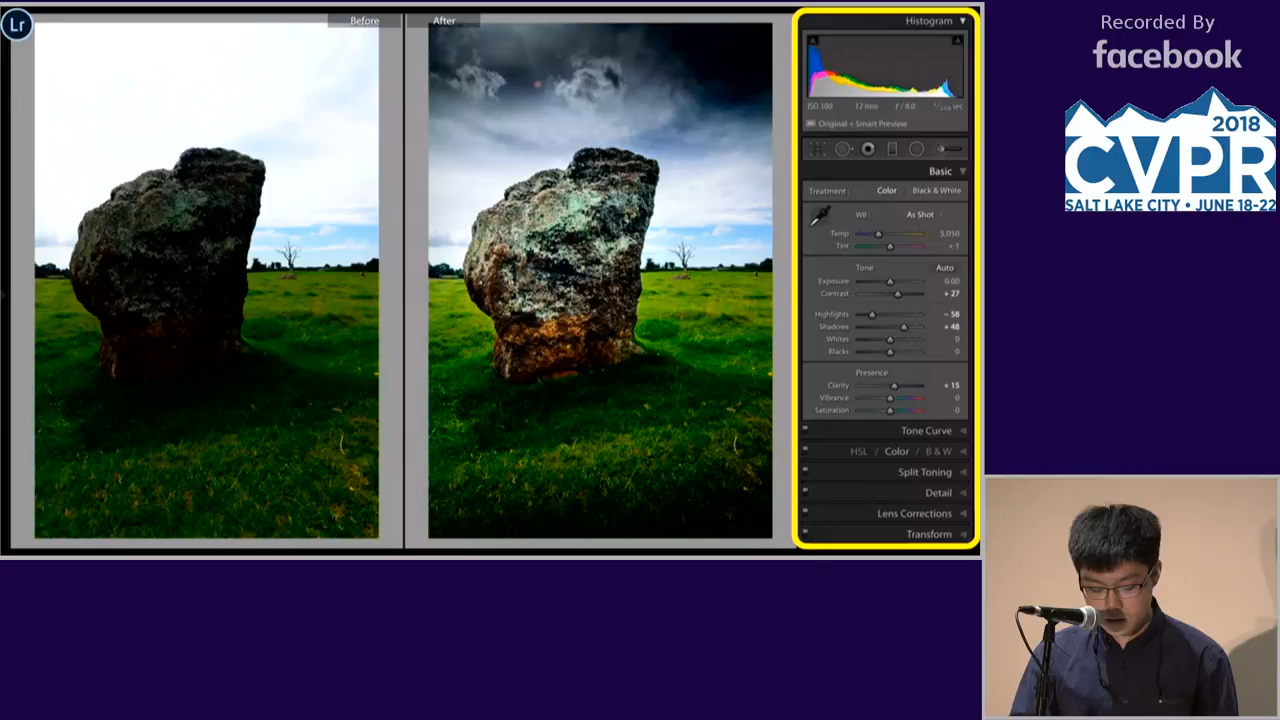 Lr
Before
After
Histogram
ISO 100 12 mm f / 8.0
Original + Smart Preview
Basic
Treatment : Color Black & White
WB : As Shot
Temp 5,050
Tint + 1
Tone Auto
Exposure 0.00
Contrast + 27
Highlights − 58
Shadows + 48
Whites 0
Blacks 0
Presence
Clarity + 15
Vibrance 0
Saturation 0
Tone Curve
HSL / Color / B & W
Split Toning
Detail
Lens Corrections
Transform
Recorded By
facebook
2018
CVPR
SALT LAKE CITY • JUNE 18-22